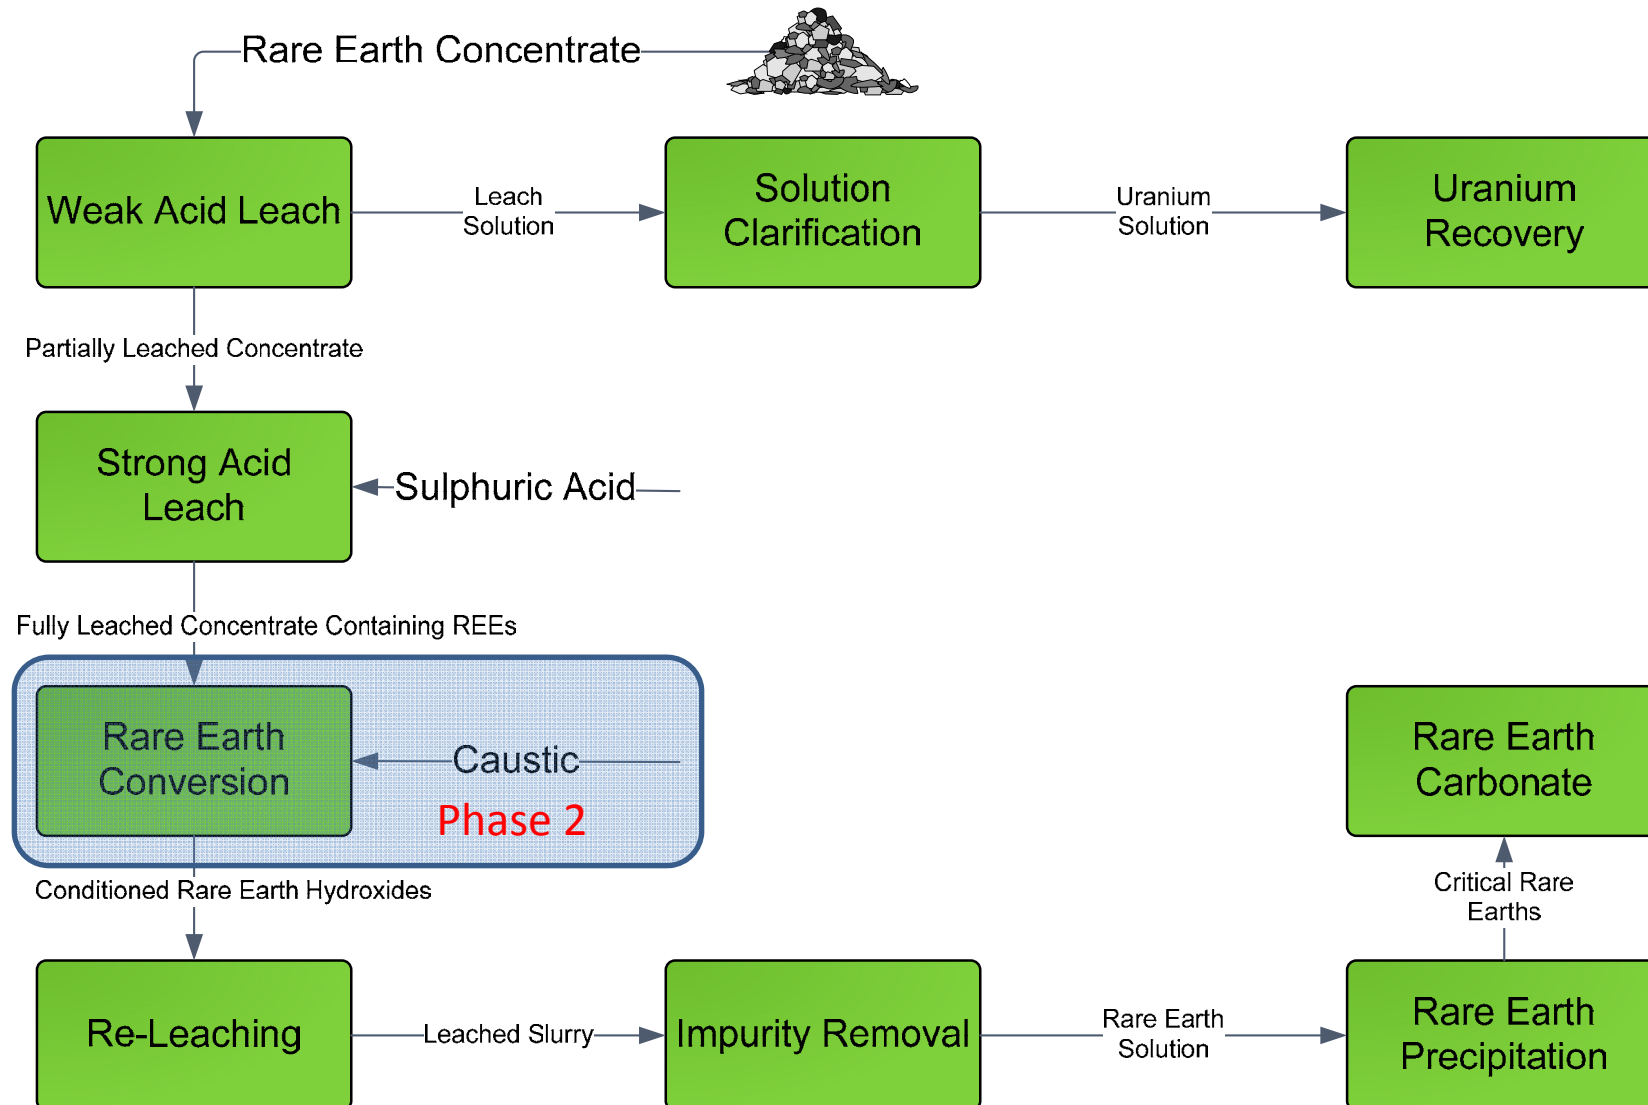 Rare Earth Concentrate
Weak Acid Leach
Leach
Solution
Solution
Clarification
Uranium
Solution
Uranium
Recovery
Partially Leached Concentrate
Strong Acid
Leach
Sulphuric Acid
Fully Leached Concentrate Containing REEs
Rare Earth
Conversion
Caustic
Phase 2
Rare Earth
Carbonate
Conditioned Rare Earth Hydroxides
Critical Rare
Earths
Re-Leaching
Leached Slurry
Impurity Removal
Rare Earth
Solution
Rare Earth
Precipitation